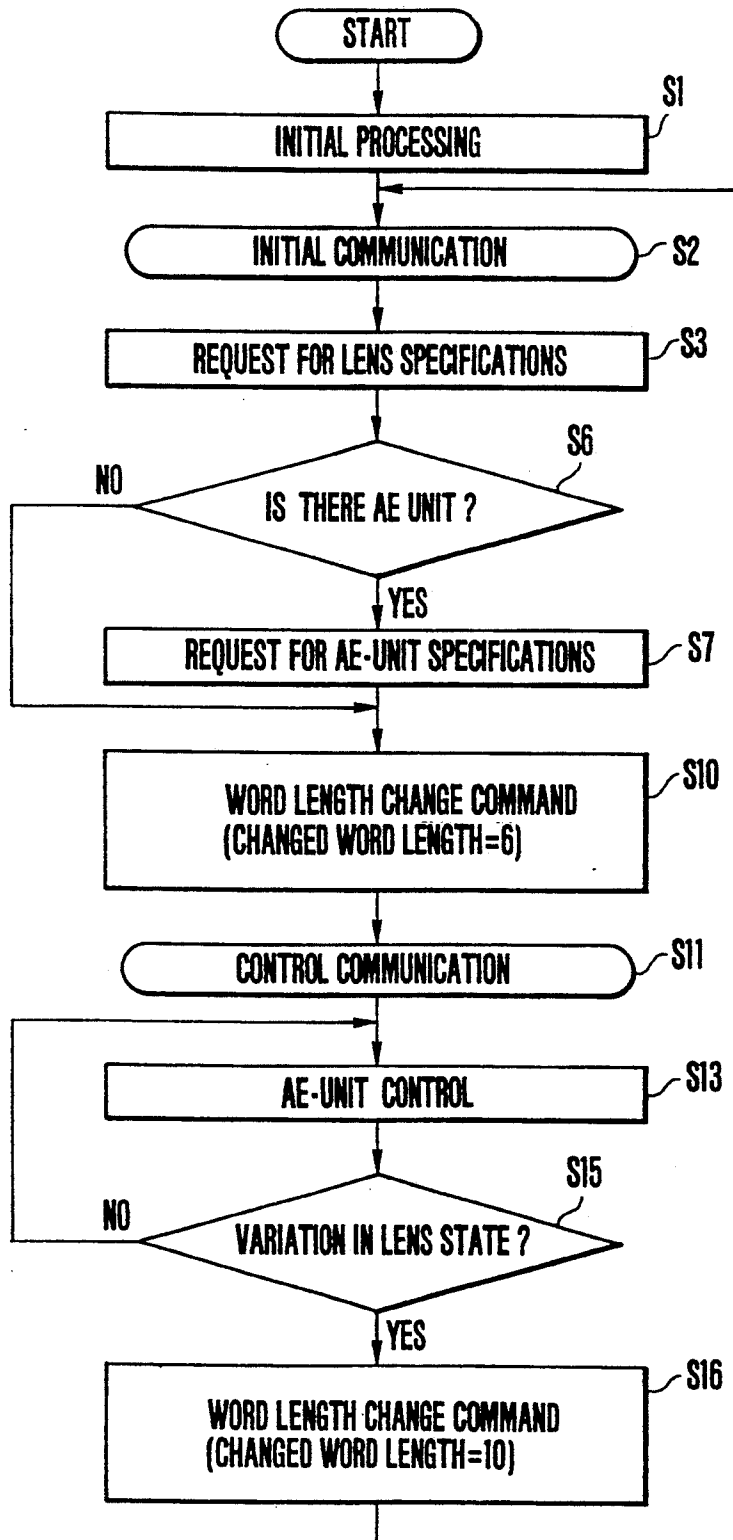 START
S1
INITIAL PROCESSING
INITIAL COMMUNICATION
S2
REQUEST FOR LENS SPECIFICATIONS
S3
S6
NO
IS THERE AE UNIT ?
YES
REQUEST FOR AE-UNIT SPECIFICATIONS
S7
S10
WORD LENGTH CHANGE COMMAND
(CHANGED WORD LENGTH=6)
CONTROL COMMUNICATION
S11
AE-UNIT CONTROL
S13
S15
NO
VARIATION IN LENS STATE ?
YES
S16
WORD LENGTH CHANGE COMMAND
(CHANGED WORD LENGTH=10)